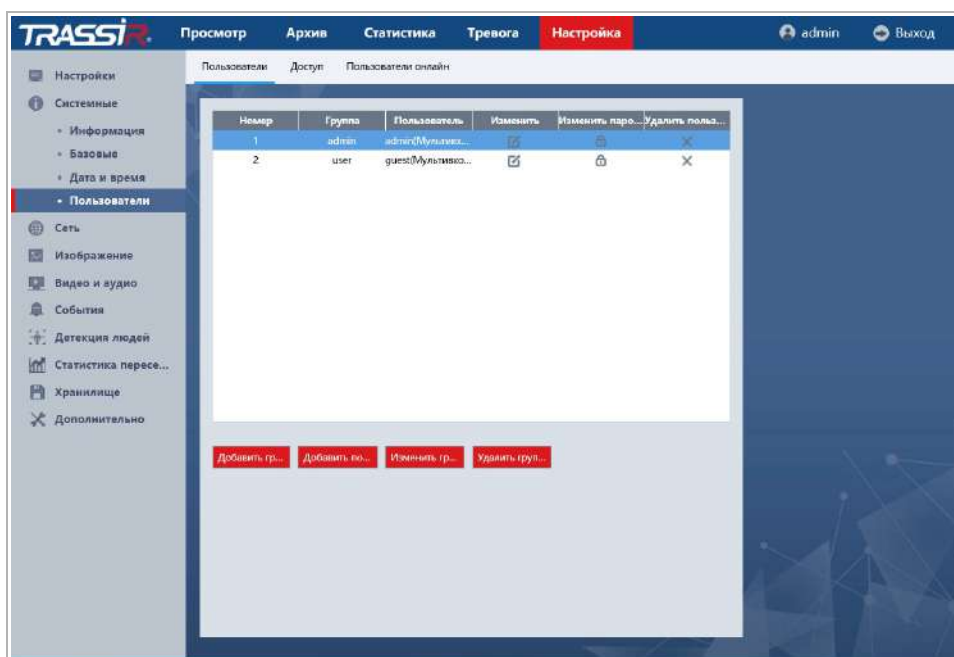 TRASSIR Просмотр Архив Статистика Тревога Настройка admin Выход
Пользователи Доступ Пользователи онлайн
Настройки
Системные
Информация
Базовые
Дата и время
Пользователи
Сеть
Изображение
Видео и аудио
События
Детекция людей
Статистика пересе...
Хранилище
Дополнительно
Номер Группа Пользователь Изменить Изменить паро... Удалить польз...
1 admin admin(Мультико...
2 user guest(Мультико...
Добавить гр... Добавить по... Изменить гр... Удалить груп...